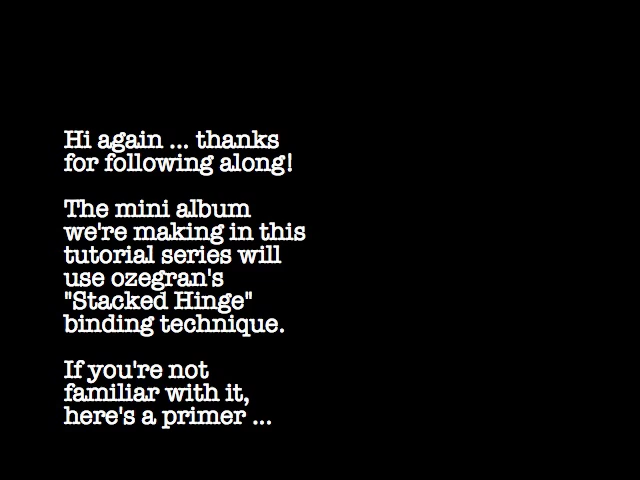 Hi again ... thanks
for following along!
The mini album
we're making in this
tutorial series will
use ozegran's
"Stacked Hinge"
binding technique.
If you're not
familiar with it,
here's a primer ...